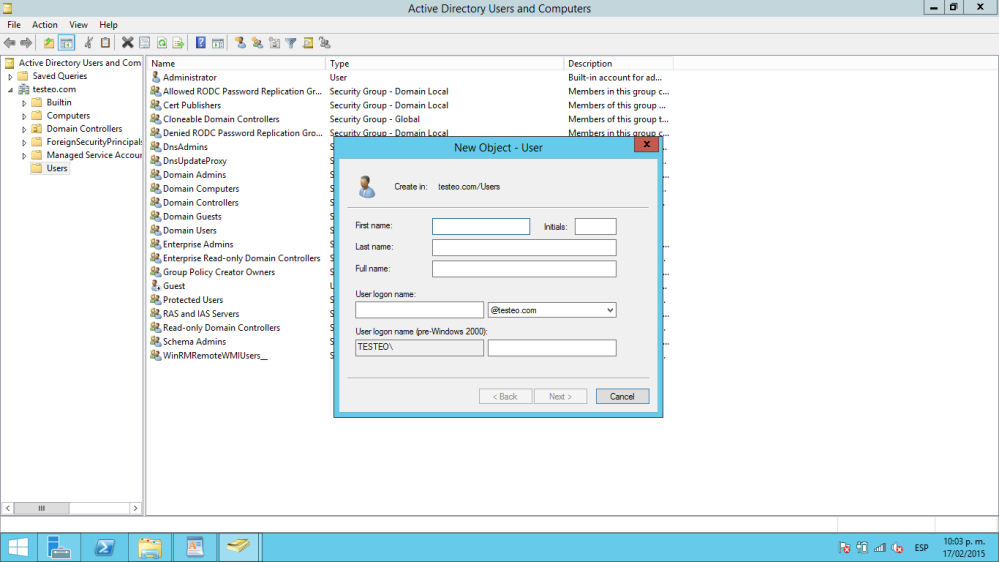 Active Directory Users and Computers
File Action View Help
Active Directory Users and Com
Saved Queries
testeo.com
Builtin
Computers
Domain Controllers
ForeignSecurityPrincipals
Managed Service Accour
Users
Name Type Description
Administrator User Built-in account for ad...
Allowed RODC Password Replication Gr... Security Group - Domain Local Members in this group c...
Cert Publishers Security Group - Domain Local Members of this group ...
Cloneable Domain Controllers Security Group - Global Members of this group t...
Denied RODC Password Replication Gro... Security Group - Domain Local Members in this group c...
DnsAdmins
DnsUpdateProxy
Domain Admins
Domain Computers
Domain Controllers
Domain Guests
Domain Users
Enterprise Admins
Enterprise Read-only Domain Controllers
Group Policy Creator Owners
Guest
Protected Users
RAS and IAS Servers
Read-only Domain Controllers
Schema Admins
WinRMRemoteWMIUsers__
New Object - User
X
Create in: testeo.com/Users
First name: Initials:
Last name:
Full name:
User logon name:
@testeo.com
User logon name (pre-Windows 2000):
TESTEO\
< Back Next > Cancel
ESP
10:03 p. m.
17/02/2015